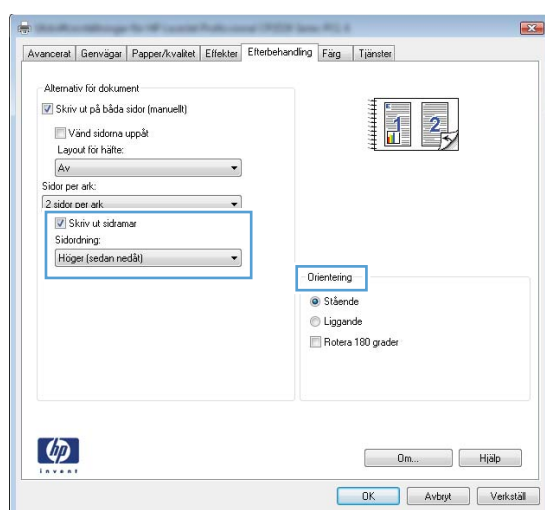 Avancerat Genvägar Papper/kvalitet Effekter Efterbehandling Färg Tjänster
Alternativ för dokument
Skriv ut på båda sidor (manuellt)
Vänd sidorna uppåt
Layout för häfte:
Av
Sidor per ark:
2 sidor per ark
Skriv ut sidramar
Sidordning:
Höger (sedan nedåt)
1 2
Orientering
Stående
Liggande
Rotera 180 grader
hp
invent
Om... Hjälp
OK Avbryt Verkställ